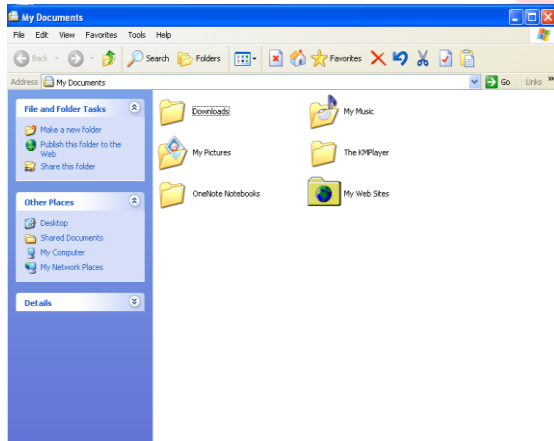 My Documents
File Edit View Favorites Tools Help
Back Search Folders Favorites
Address My Documents Go Links
File and Folder Tasks
Make a new folder
Publish this folder to the
Web
Share this folder
Other Places
Desktop
Shared Documents
My Computer
My Network Places
Details
Downloads My Music
My Pictures The KMPlayer
OneNote Notebooks My Web Sites